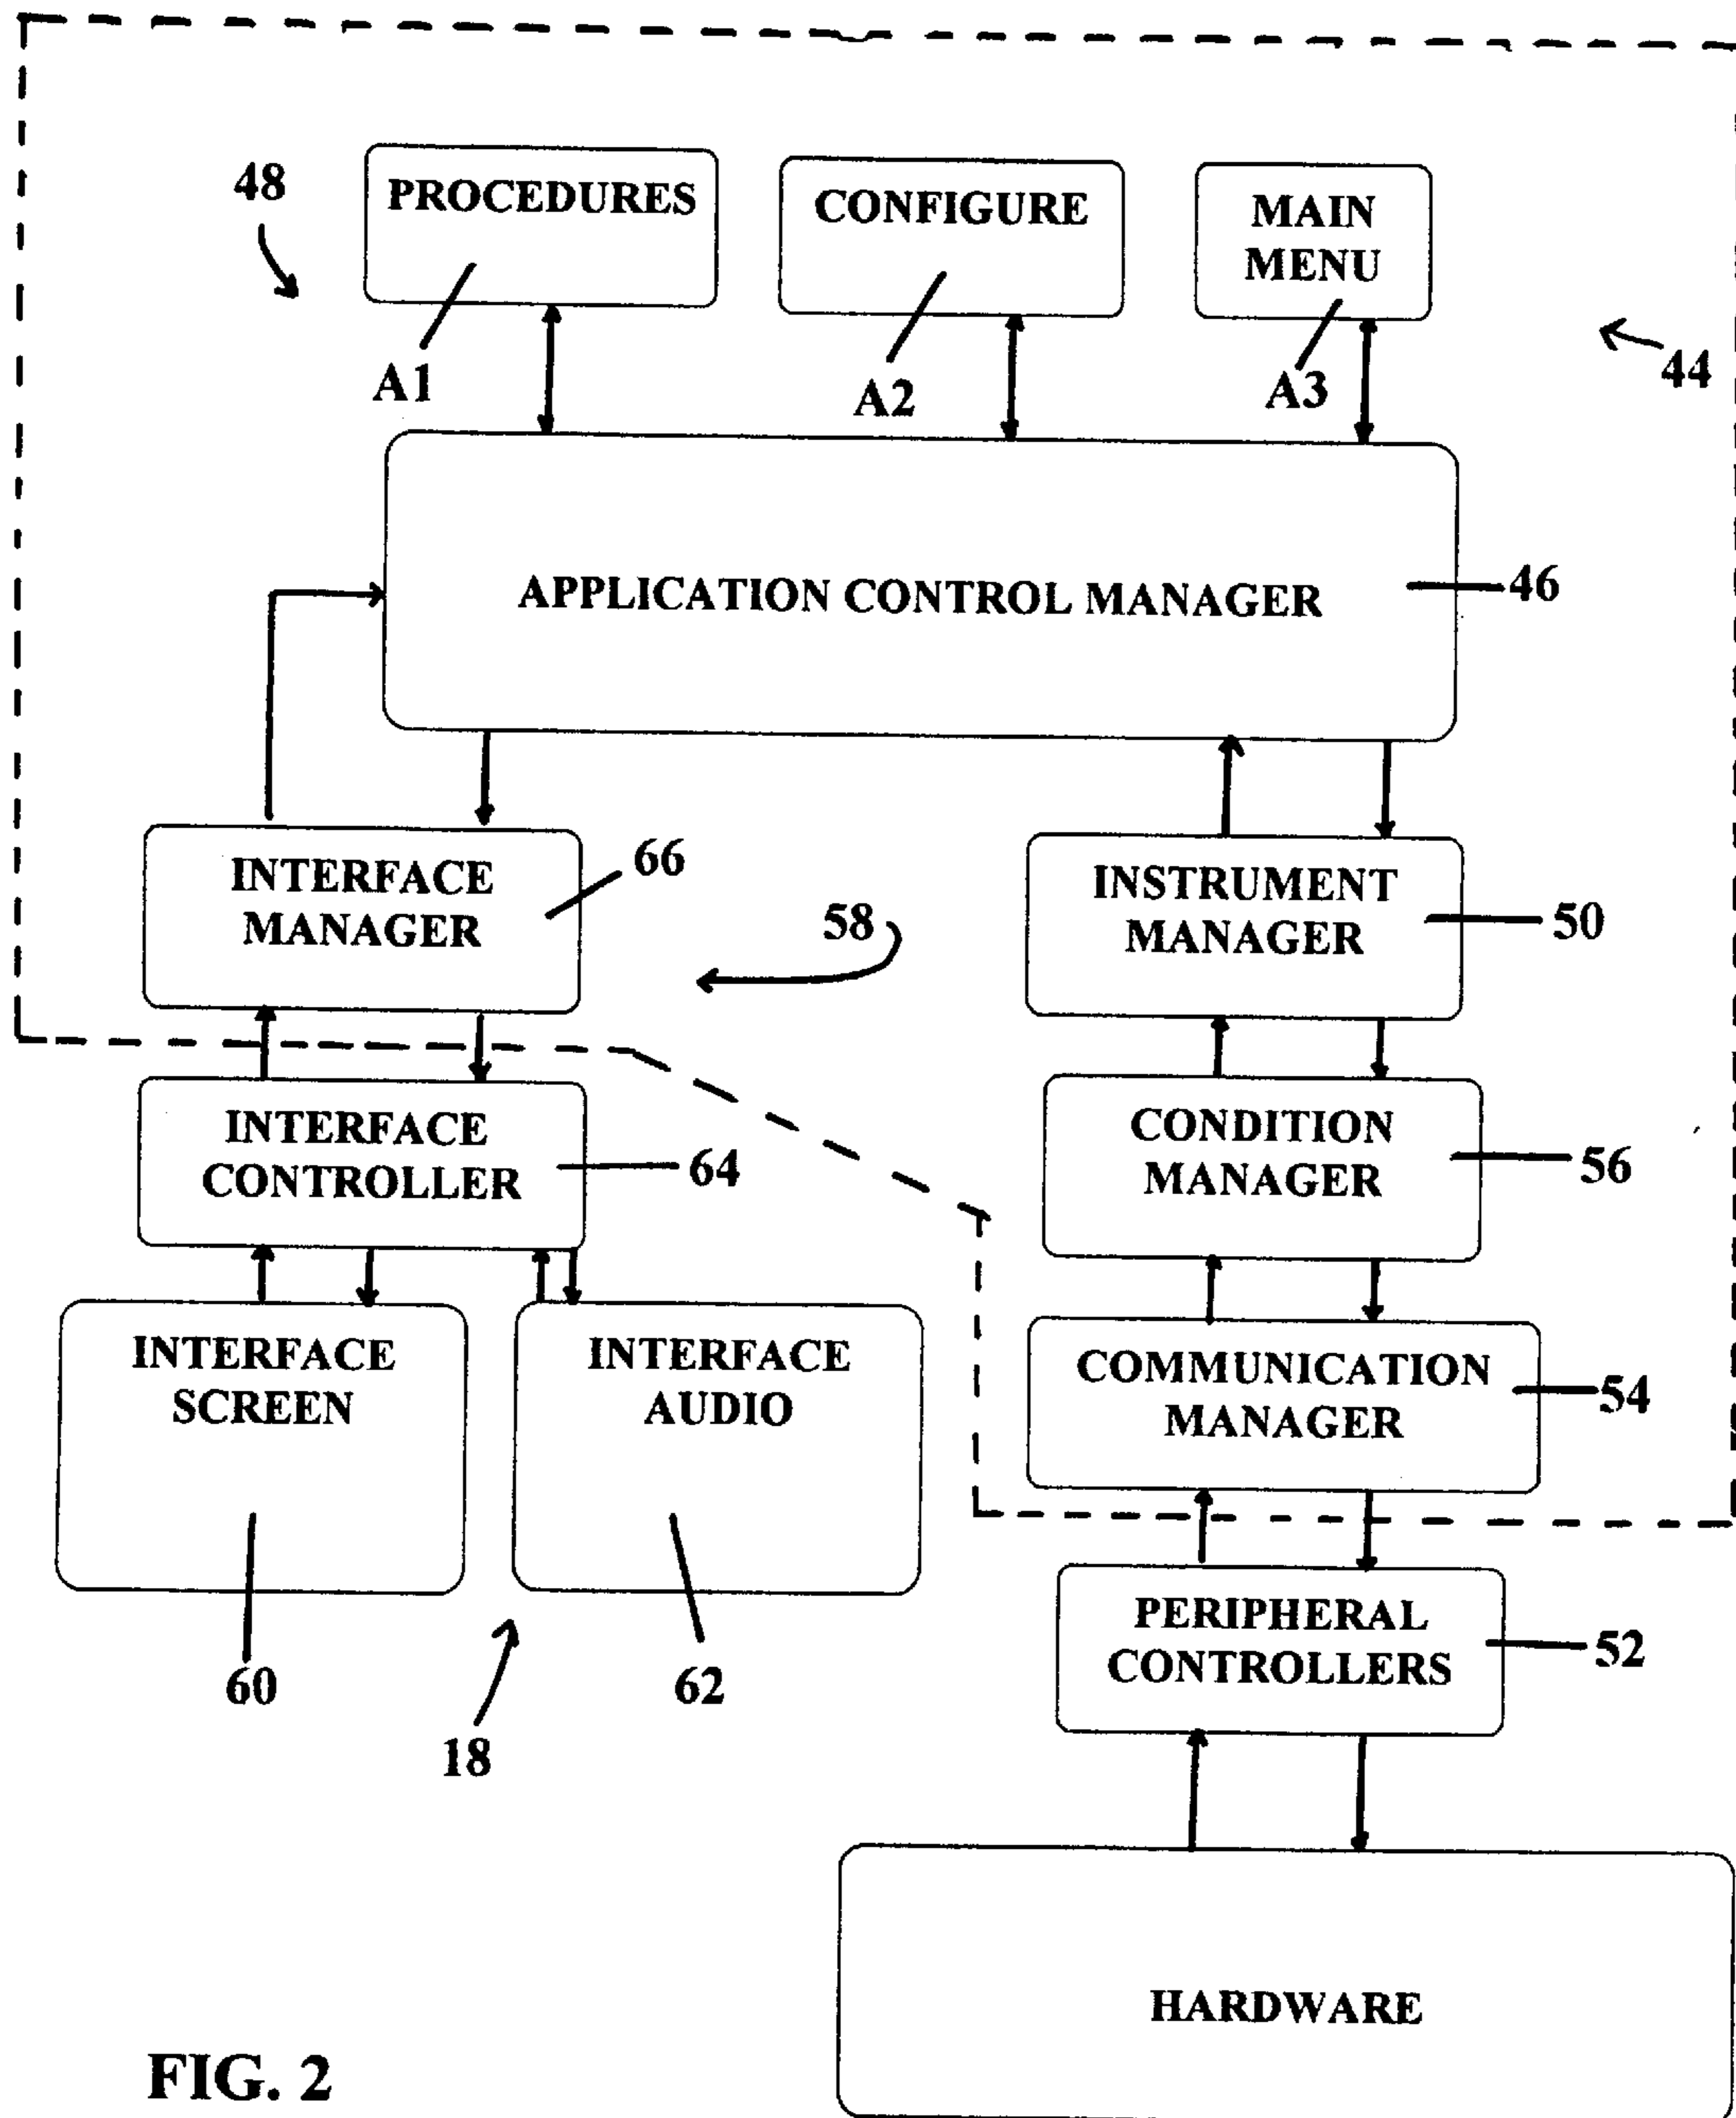 PROCEDURES
CONFIGURE
MAIN
MENU
48
44
A1
A2
A3
APPLICATION CONTROL MANAGER
46
INTERFACE
MANAGER
66
58
INSTRUMENT
MANAGER
50
INTERFACE
CONTROLLER
64
CONDITION
MANAGER
56
INTERFACE
SCREEN
INTERFACE
AUDIO
COMMUNICATION
MANAGER
54
60
62
18
PERIPHERAL
CONTROLLERS
52
HARDWARE
FIG. 2